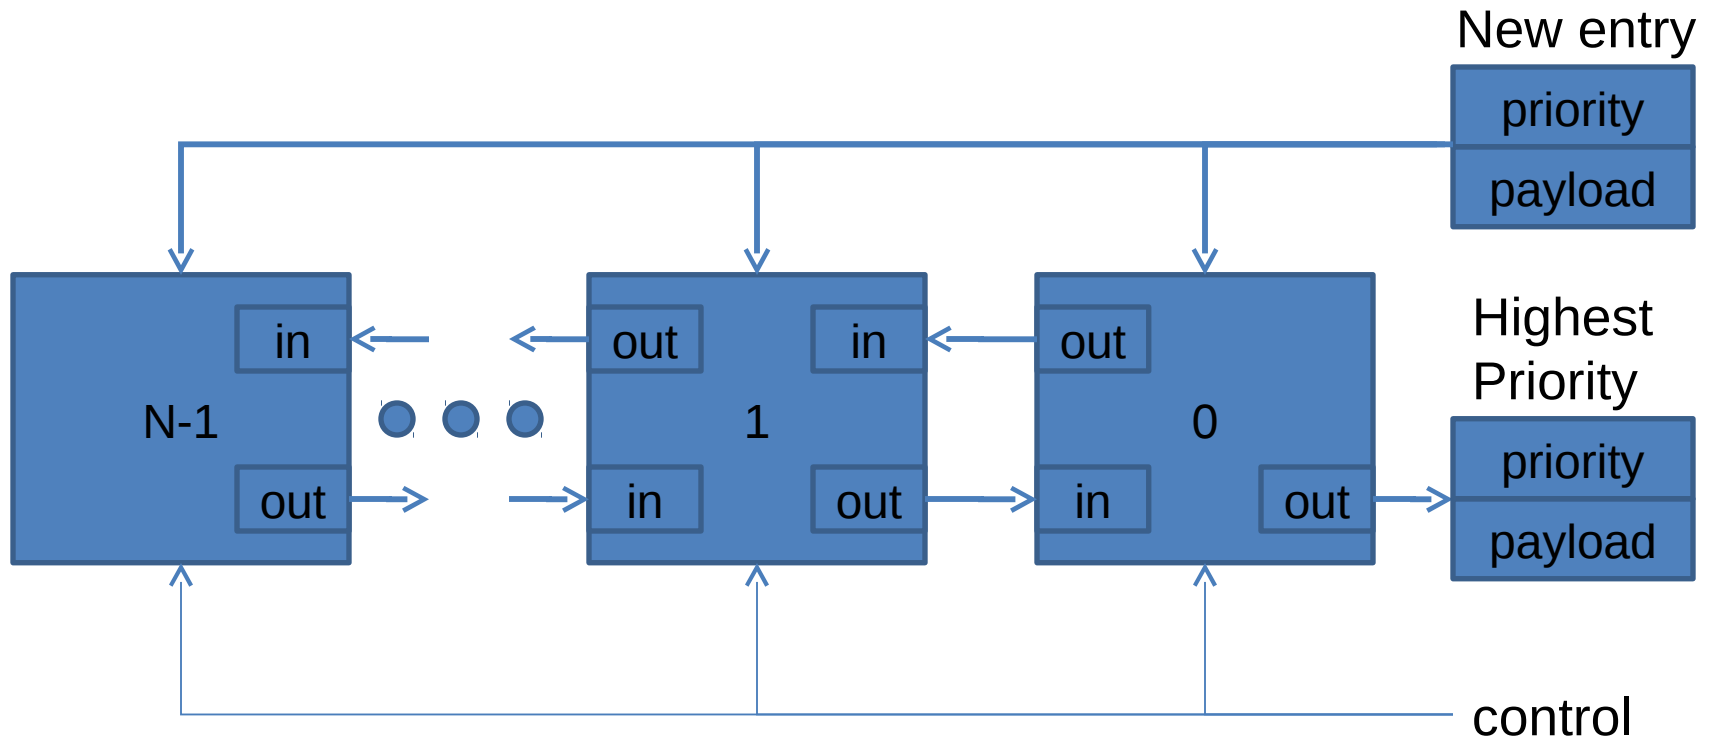 New entry
priority
payload
in
out
in
out
Highest
Priority
N-1
1
0
priority
out
in
out
in
out
payload
control